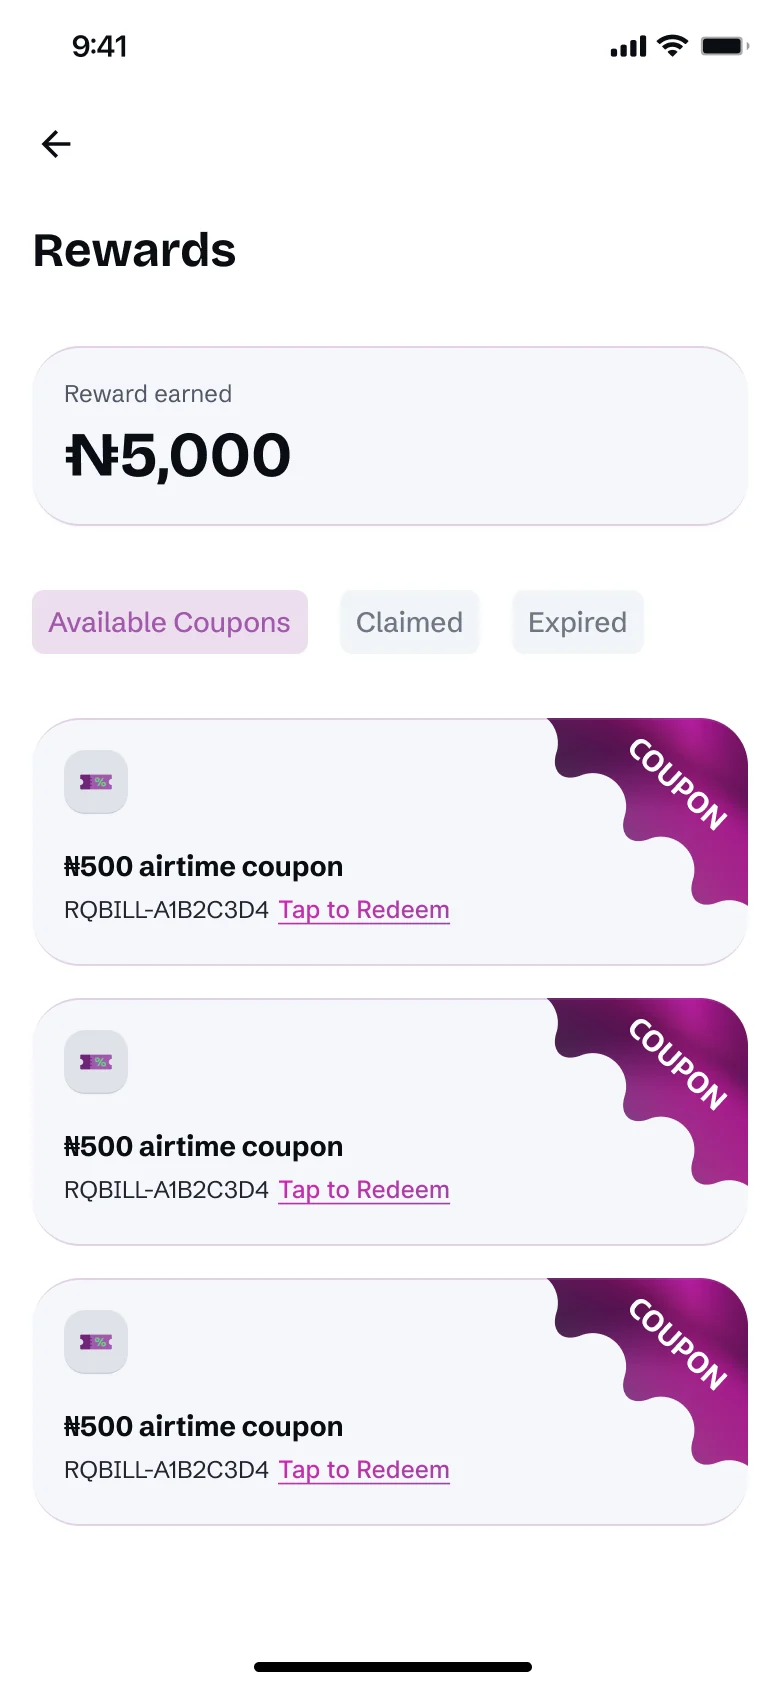 9:41
Rewards
Reward earned
₦5,000
Available Coupons Claimed Expired
COUPON
%
₦500 airtime coupon
RQBILL-A1B2C3D4 Tap to Redeem
COUPON
%
₦500 airtime coupon
RQBILL-A1B2C3D4 Tap to Redeem
COUPON
%
₦500 airtime coupon
RQBILL-A1B2C3D4 Tap to Redeem